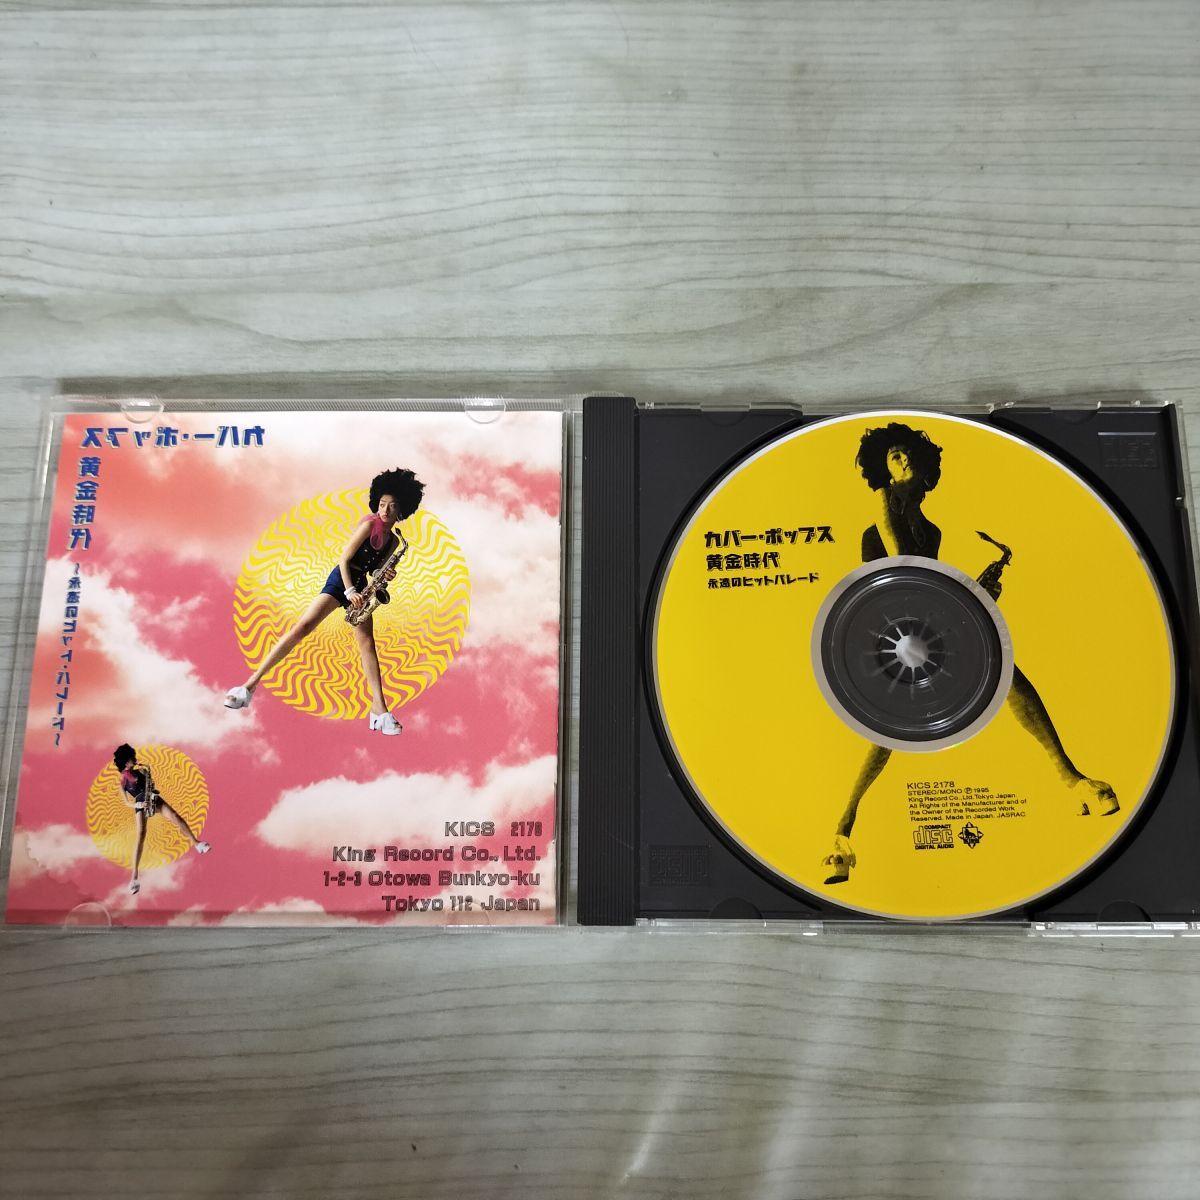 カバー・ポップス
黄金時代
~永遠のヒット・パレード~
KICS 2178
King Record Co., Ltd.
1-2-3 Otowa Bunkyo-ku
Tokyo 112 Japan
カバー・ポップス
黄金時代
永遠のヒットパレード
KICS 2178
STEREO/MONO Ⓟ 1995
King Record Co., Ltd. Tokyo Japan
All Rights of the Manufacturer and of
the Owner of the Recorded Work
Reserved. Made in Japan. JASRAC
COMPACT
disc
DIGITAL AUDIO